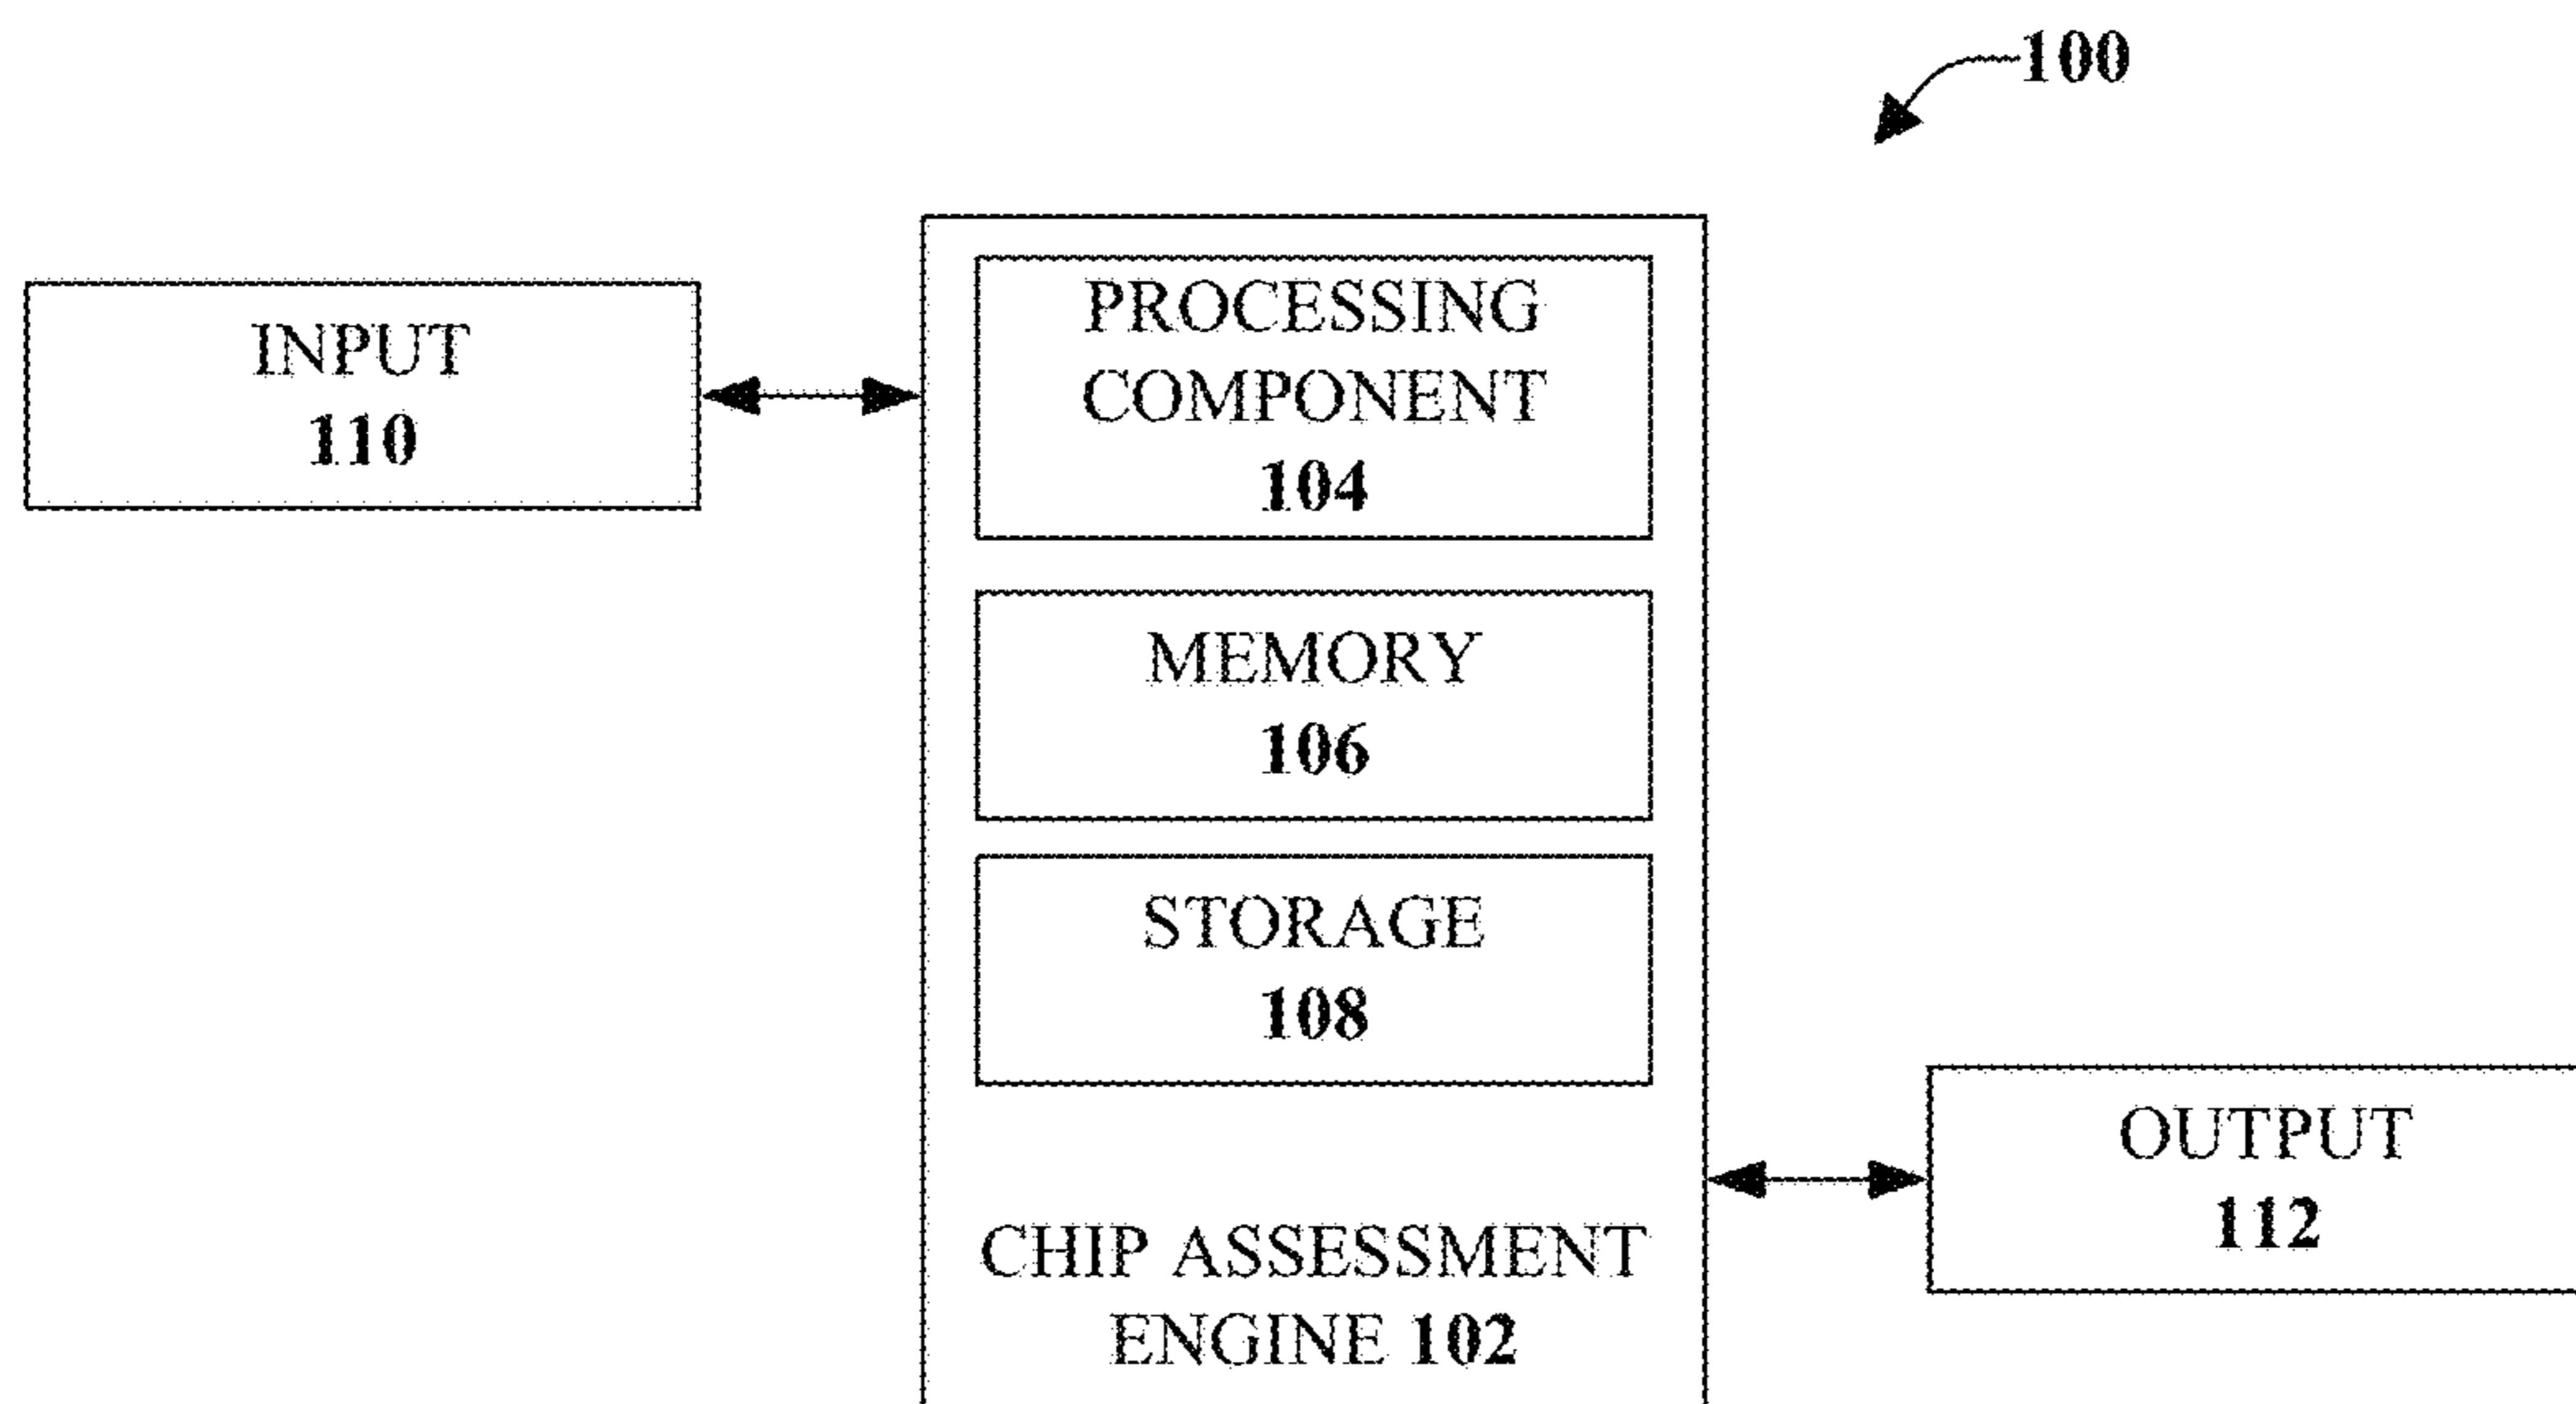 100
INPUT
110
PROCESSING
COMPONENT
104
MEMORY
106
STORAGE
108
CHIP ASSESSMENT
ENGINE 102
OUTPUT
112